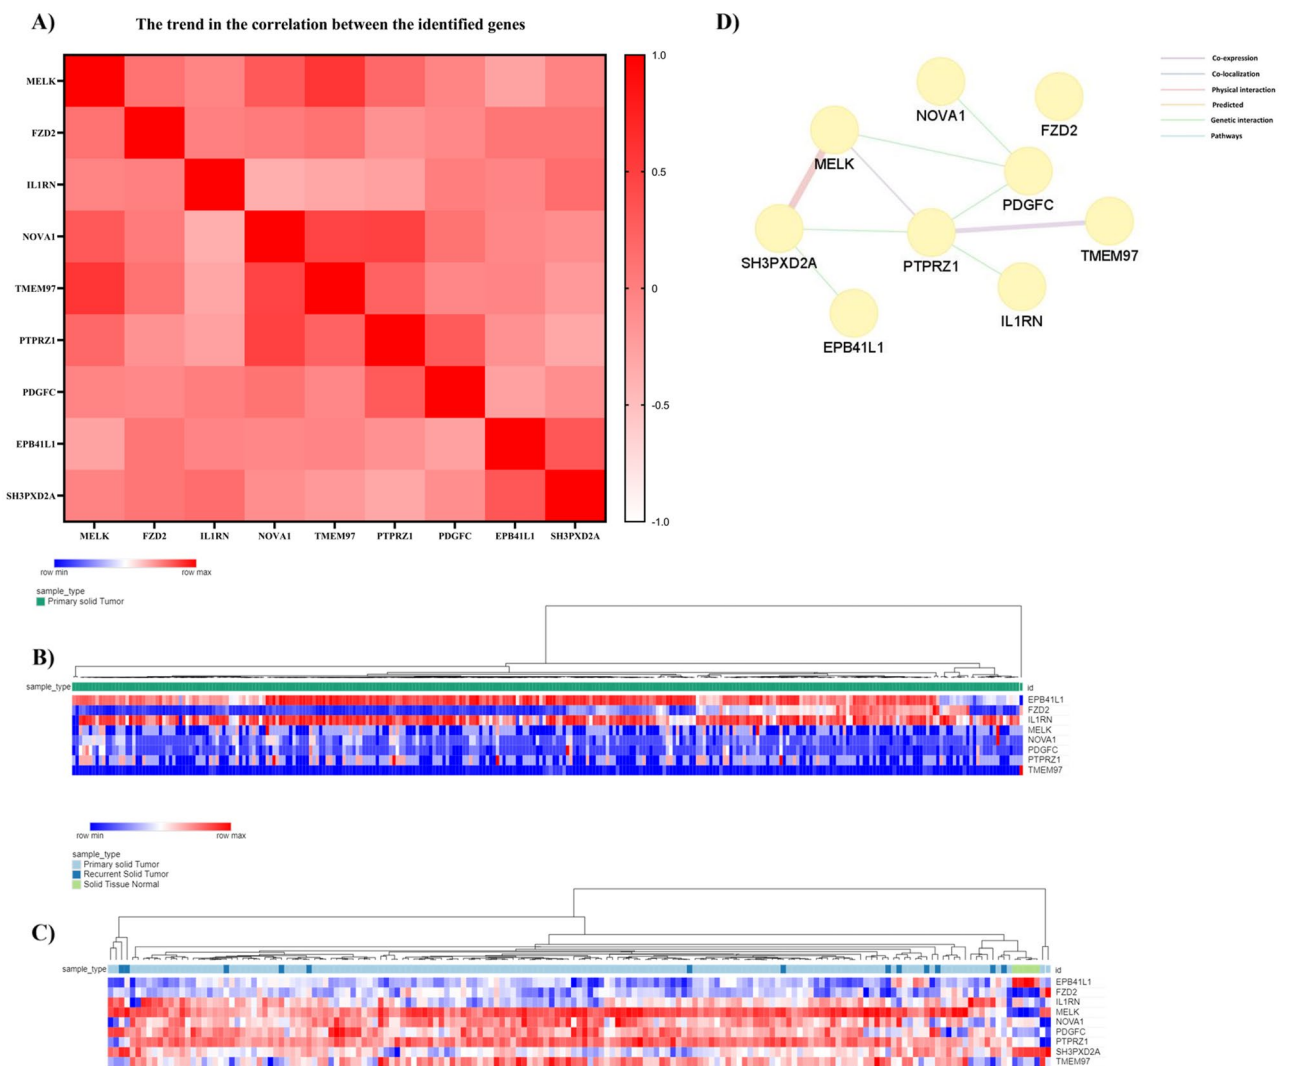 A)
The trend in the correlation between the identified genes
MELK
FZD2
IL1RN
NOVA1
TMEM97
PTPRZ1
PDGFC
EPB41L1
SH3PXD2A
MELK FZD2 IL1RN NOVA1 TMEM97 PTPRZ1 PDGFC EPB41L1 SH3PXD2A
1.0
0.5
0
-0.5
-1.0
D)
NOVA1
FZD2
MELK
PDGFC
SH3PXD2A
PTPRZ1
TMEM97
IL1RN
EPB41L1
Co-expression
Co-localization
Physical interaction
Predicted
Genetic interaction
Pathways
row min row max
sample_type
Primary solid Tumor
B)
sample_type id
EPB41L1
FZD2
IL1RN
MELK
NOVA1
PDGFC
PTPRZ1
TMEM97
row min row max
sample_type
Primary solid Tumor
Recurrent Solid Tumor
Solid Tissue Normal
C)
sample_type id
EPB41L1
FZD2
IL1RN
MELK
NOVA1
PDGFC
PTPRZ1
SH3PXD2A
TMEM97